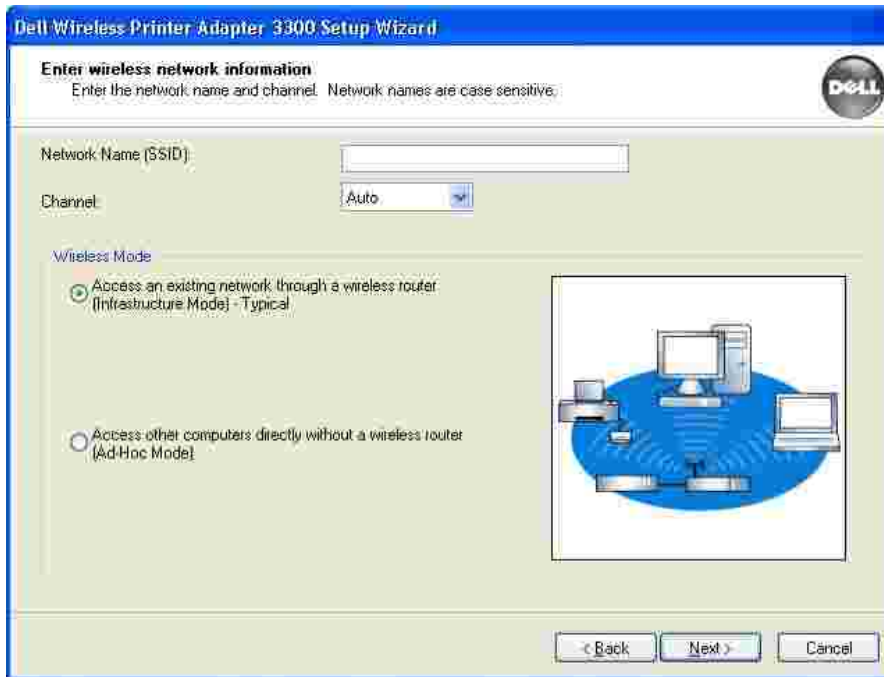 Dell Wireless Printer Adapter 3300 Setup Wizard
Enter wireless network information
Enter the network name and channel. Network names are case sensitive.
DELL
Network Name (SSID):
Channel:
Auto
Wireless Mode
Access an existing network through a wireless router
(Infrastructure Mode) - Typical
Access other computers directly without a wireless router
(Ad-Hoc Mode)
< Back
Next >
Cancel